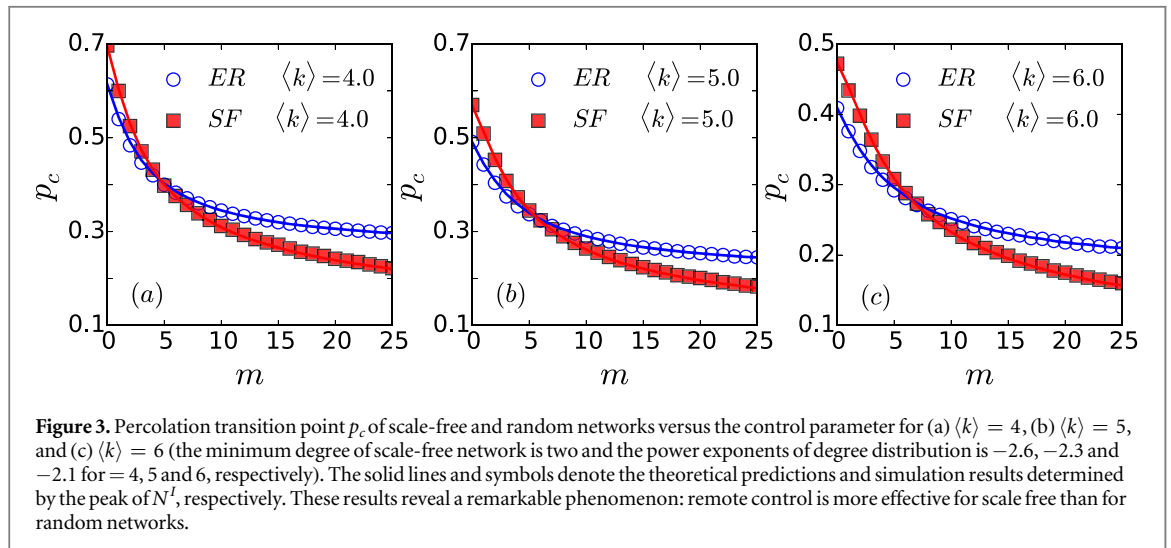 0.7
0.5
0.3
0.1
p_c
ER ⟨k⟩=4.0
SF ⟨k⟩=4.0
(a)
0 5 10 15 20 25
m
0.7
0.5
0.3
0.1
p_c
ER ⟨k⟩=5.0
SF ⟨k⟩=5.0
(b)
0 5 10 15 20 25
m
0.5
0.4
0.3
0.2
0.1
p_c
ER ⟨k⟩=6.0
SF ⟨k⟩=6.0
(c)
0 5 10 15 20 25
m
Figure 3. Percolation transition point p_c of scale-free and random networks versus the control parameter for (a) ⟨k⟩ = 4, (b) ⟨k⟩ = 5,
and (c) ⟨k⟩ = 6 (the minimum degree of scale-free network is two and the power exponents of degree distribution is −2.6, −2.3 and
−2.1 for = 4, 5 and 6, respectively). The solid lines and symbols denote the theoretical predictions and simulation results determined
by the peak of N^I, respectively. These results reveal a remarkable phenomenon: remote control is more effective for scale free than for
random networks.